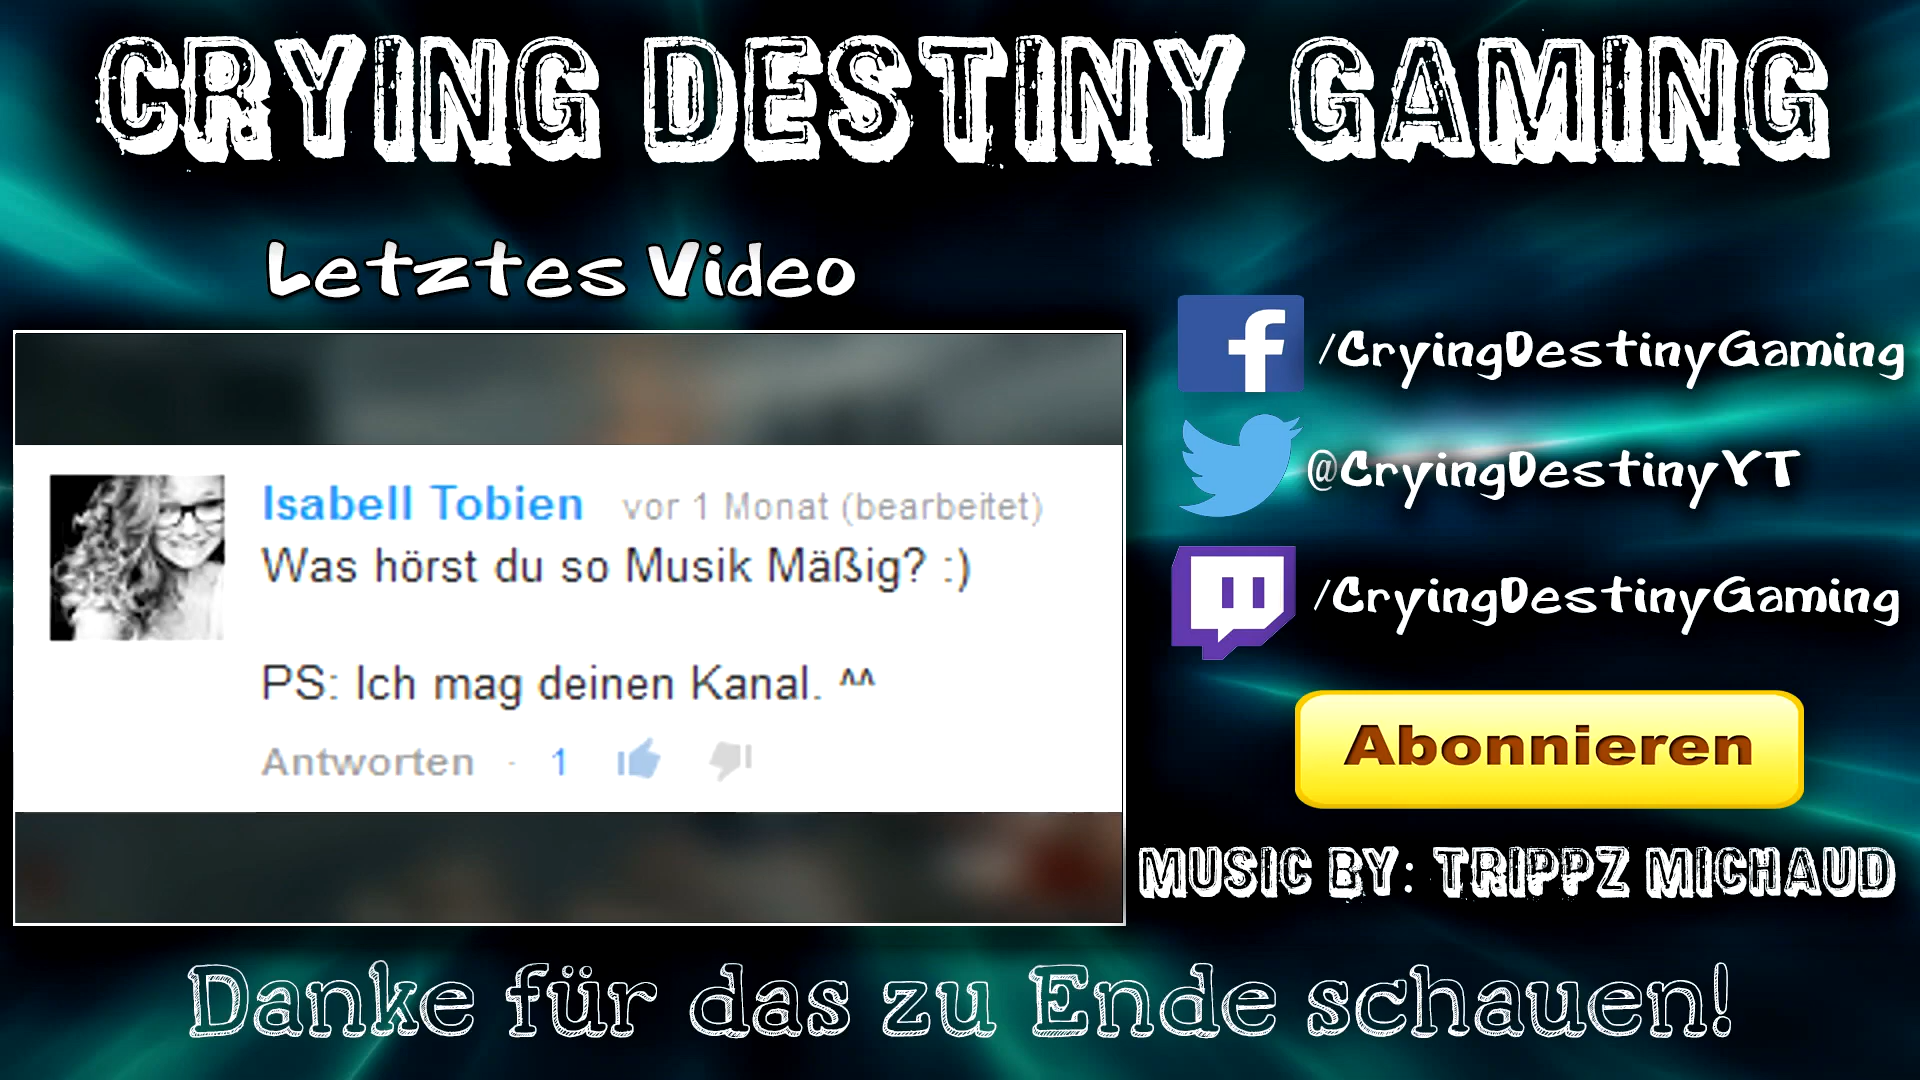 CRYING DESTINY GAMING
Letztes Video
Isabell Tobien vor 1 Monat (bearbeitet)
Was hörst du so Musik Mäßig? :)
PS: Ich mag deinen Kanal. ^^
Antworten · 1
/CryingDestinyGaming
@CryingDestinyYT
/CryingDestinyGaming
Abonnieren
MUSIC BY: TRIPPZ MICHAUD
Danke für das zu Ende schauen!